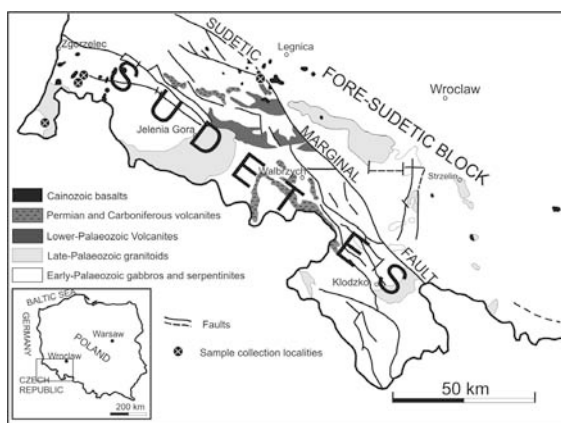 Zgorzelec
SUDETIC
Legnica
FORE-SUDETIC BLOCK
Wroclaw
SUDETES
Jelenia Gora
MARGINAL
Walbrzych
Strzelin
FAULT
Klodzko
Cainozoic basalts
Permian and Carboniferous volcanites
Lower-Palaeozoic Volcanites
Late-Palaeozoic granitoids
Early-Palaeozoic gabbros and serpentinites
BALTIC SEA
GERMANY
POLAND
Warsaw
Wroclaw
CZECH
REPUBLIC
200 km
Faults
Sample collection localities
50 km